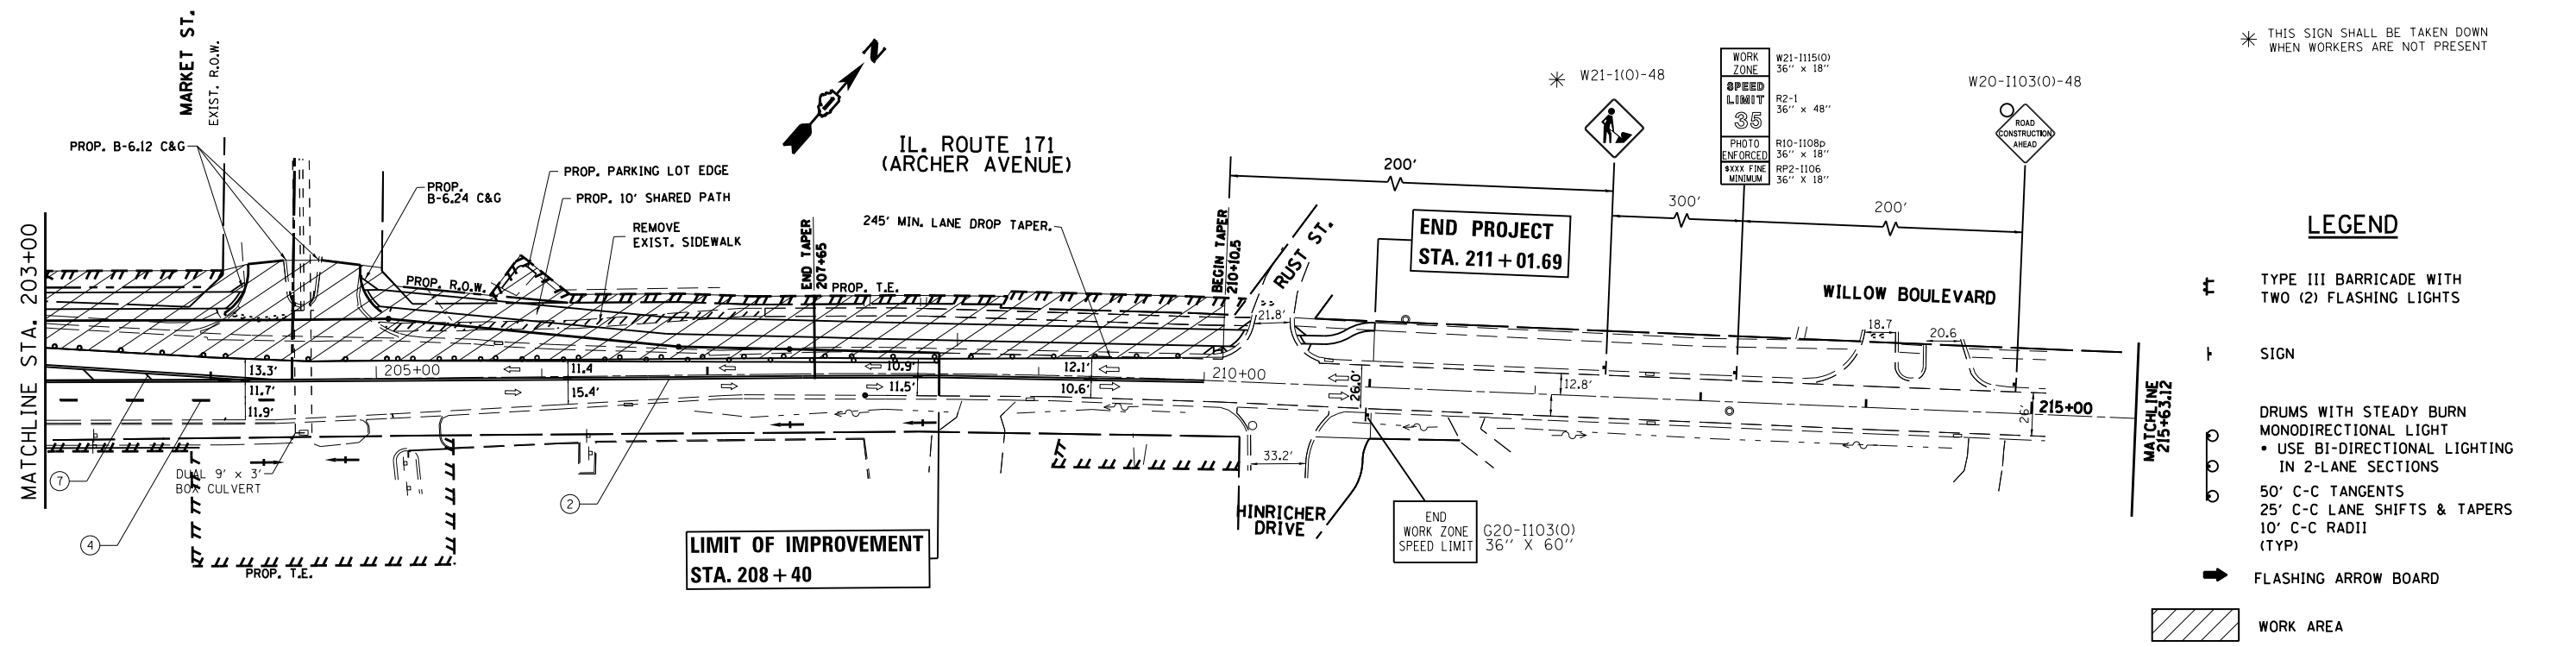 MATCHLINE STA. 203+00
MARKET ST.
EXIST. R.O.W.
PROP. B-6.12 C&G
PROP.
B-6.24 C&G
PROP. PARKING LOT EDGE
PROP. 10' SHARED PATH
REMOVE
EXIST. SIDEWALK
PROP. R.O.W.
N
IL. ROUTE 171
(ARCHER AVENUE)
245' MIN. LANE DROP TAPER.
END TAPER
207+65
PROP. T.E.
BEGIN TAPER
210+10.5
RUST ST.
200'
END PROJECT
STA. 211+01.69
* W21-1(O)-48
300'
200'
WORK
ZONE
SPEED
LIMIT
35
PHOTO
ENFORCED
$XXX FINE
MINIMUM
W21-I115(O)
36" x 18"
R2-1
36" x 48"
R10-I108p
36" x 18"
RP2-I106
36" X 18"
W20-I103(O)-48
ROAD
CONSTRUCTION
AHEAD
WILLOW BOULEVARD
21.8'
18.7
20.6
13.3'
11.7'
11.9'
205+00
11.4
15.4'
10.9'
11.5'
12.1'
10.6'
210+00
26.0'
12.8'
26'
215+00
MATCHLINE
215+63.12
33.2'
7
4
2
DUAL 9' x 3'
BOX CULVERT
PROP. T.E.
LIMIT OF IMPROVEMENT
STA. 208+40
HINRICHER
DRIVE
END
WORK ZONE
SPEED LIMIT
G20-I103(O)
36" X 60"
* THIS SIGN SHALL BE TAKEN DOWN
WHEN WORKERS ARE NOT PRESENT
LEGEND
TYPE III BARRICADE WITH
TWO (2) FLASHING LIGHTS
SIGN
DRUMS WITH STEADY BURN
MONODIRECTIONAL LIGHT
• USE BI-DIRECTIONAL LIGHTING
IN 2-LANE SECTIONS
50' C-C TANGENTS
25' C-C LANE SHIFTS & TAPERS
10' C-C RADII
(TYP)
FLASHING ARROW BOARD
WORK AREA